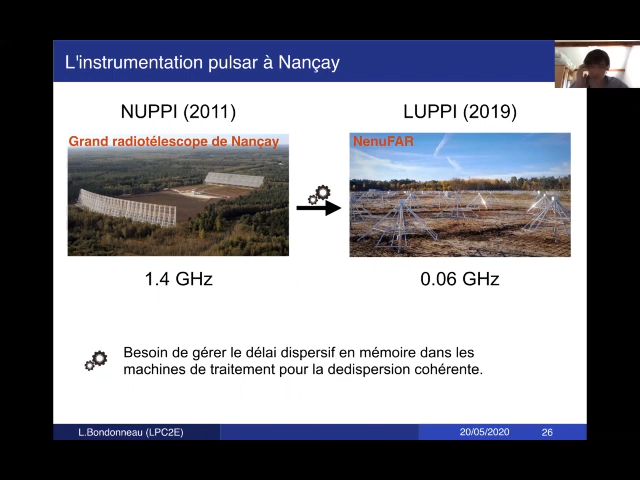 L'instrumentation pulsar à Nançay
NUPPI (2011)
LUPPI (2019)
Grand radiotélescope de Nançay
NenuFAR
1.4 GHz
0.06 GHz
Besoin de gérer le délai dispersif en mémoire dans les
machines de traitement pour la dedispersion cohérente.
L.Bondonneau (LPC2E)
20/05/2020
26